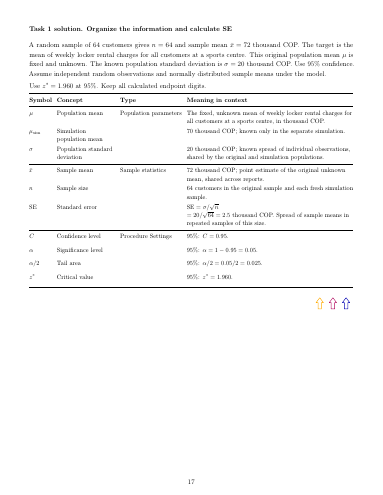 Task 1 solution. Organize the information and calculate SE
A random sample of 64 customers gives n = 64 and sample mean x̄ = 72 thousand COP. The target is the
mean of weekly locker rental charges for all customers at a sports centre. This original population mean μ is
fixed and unknown. The known population standard deviation is σ = 20 thousand COP. Use 95% confidence.
Assume independent random observations and normally distributed sample means under the model.
Use z* = 1.960 at 95%. Keep all calculated endpoint digits.
Symbol Concept Type Meaning in context
μ Population mean Population parameters The fixed, unknown mean of weekly locker rental charges for
all customers at a sports centre, in thousand COP.
μsim Simulation 70 thousand COP; known only in the separate simulation.
population mean
σ Population standard 20 thousand COP; known spread of individual observations,
deviation shared by the original and simulation populations.
x̄ Sample mean Sample statistics 72 thousand COP; point estimate of the original unknown
mean, shared across reports.
n Sample size 64 customers in the original sample and each fresh simulation
sample.
SE Standard error SE = σ/√n
= 20/√64 = 2.5 thousand COP. Spread of sample means in
repeated samples of this size.
C Confidence level Procedure Settings 95%: C = 0.95.
α Significance level 95%: α = 1 − 0.95 = 0.05.
α/2 Tail area 95%: α/2 = 0.05/2 = 0.025.
z* Critical value 95%: z* = 1.960.
17